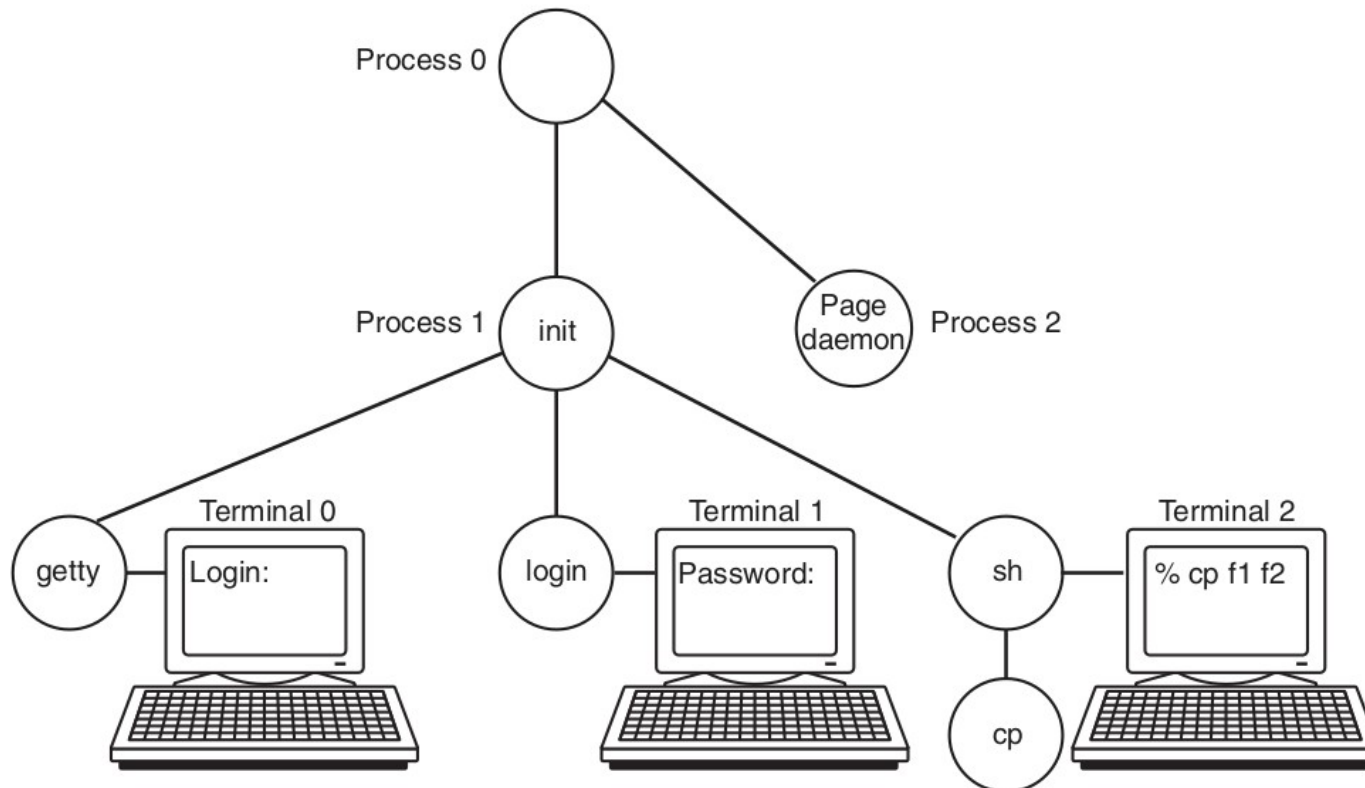 Process 0
Process 1
init
Page
daemon
Process 2
Terminal 0
Terminal 1
Terminal 2
getty
Login:
login
Password:
sh
% cp f1 f2
cp